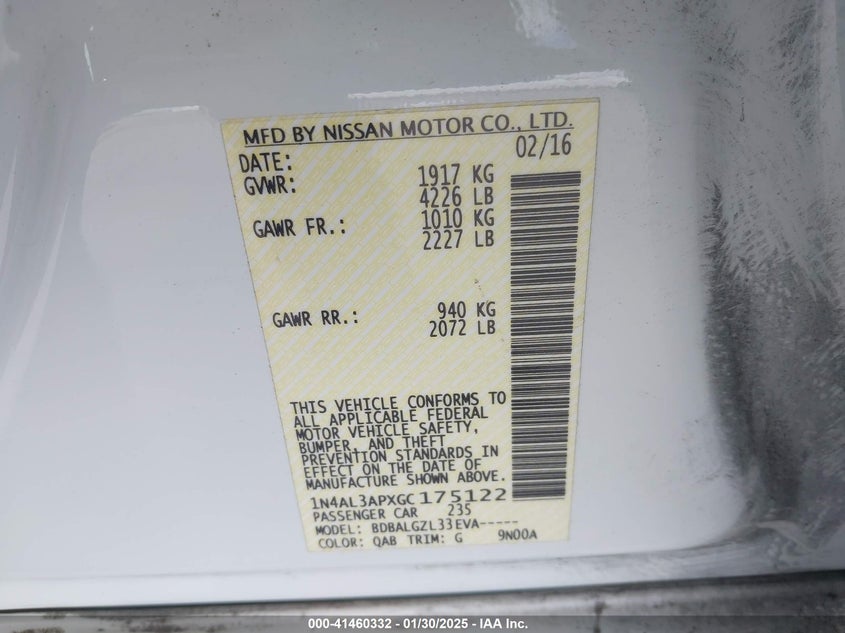 MFD BY NISSAN MOTOR CO., LTD.
DATE: 02/16
GVWR: 1917 KG
4226 LB
GAWR FR.: 1010 KG
2227 LB
GAWR RR.: 940 KG
2072 LB
THIS VEHICLE CONFORMS TO
ALL APPLICABLE FEDERAL
MOTOR VEHICLE SAFETY,
BUMPER, AND THEFT
PREVENTION STANDARDS IN
EFFECT ON THE DATE OF
MANUFACTURE SHOWN ABOVE.
1N4AL3APXGC175122
PASSENGER CAR 235
MODEL: BDBALGZL33EVA-----
COLOR: QAB TRIM: G 9N00A
000-41460332 - 01/30/2025 - IAA Inc.